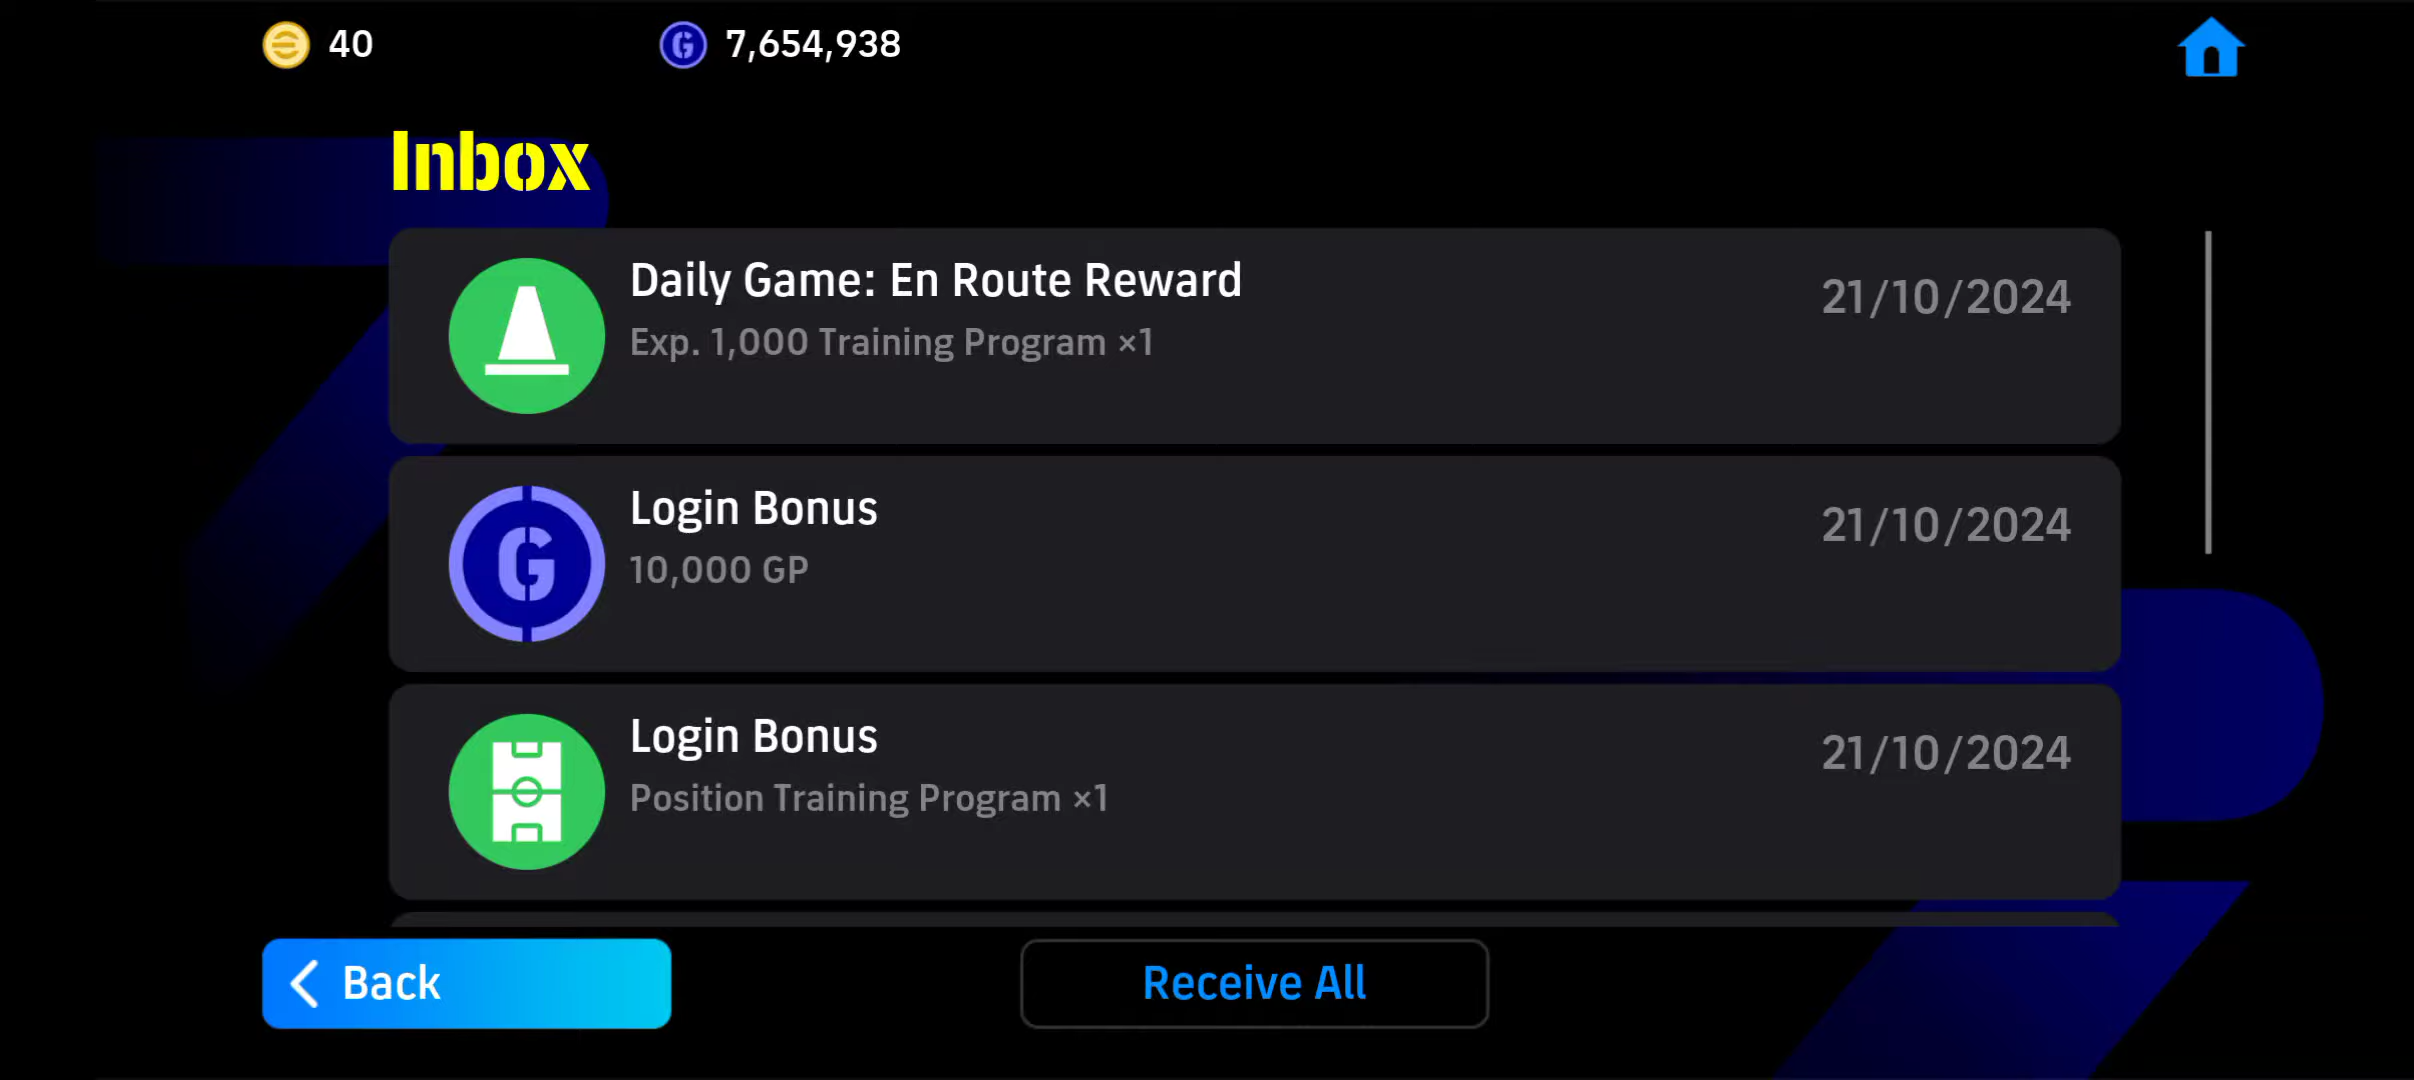 40
7,654,938
Inbox
Daily Game: En Route Reward
21/10/2024
Exp. 1,000 Training Program ×1
Login Bonus
21/10/2024
10,000 GP
Login Bonus
21/10/2024
Position Training Program ×1
Back
Receive All